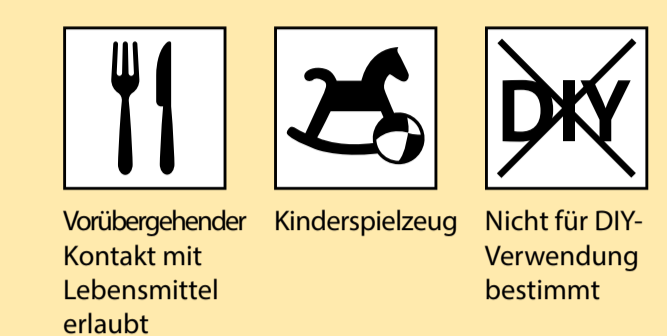 DIY
Vorübergehender
Kontakt mit
Lebensmittel
erlaubt
Kinderspielzeug
Nicht für DIY-
Verwendung
bestimmt